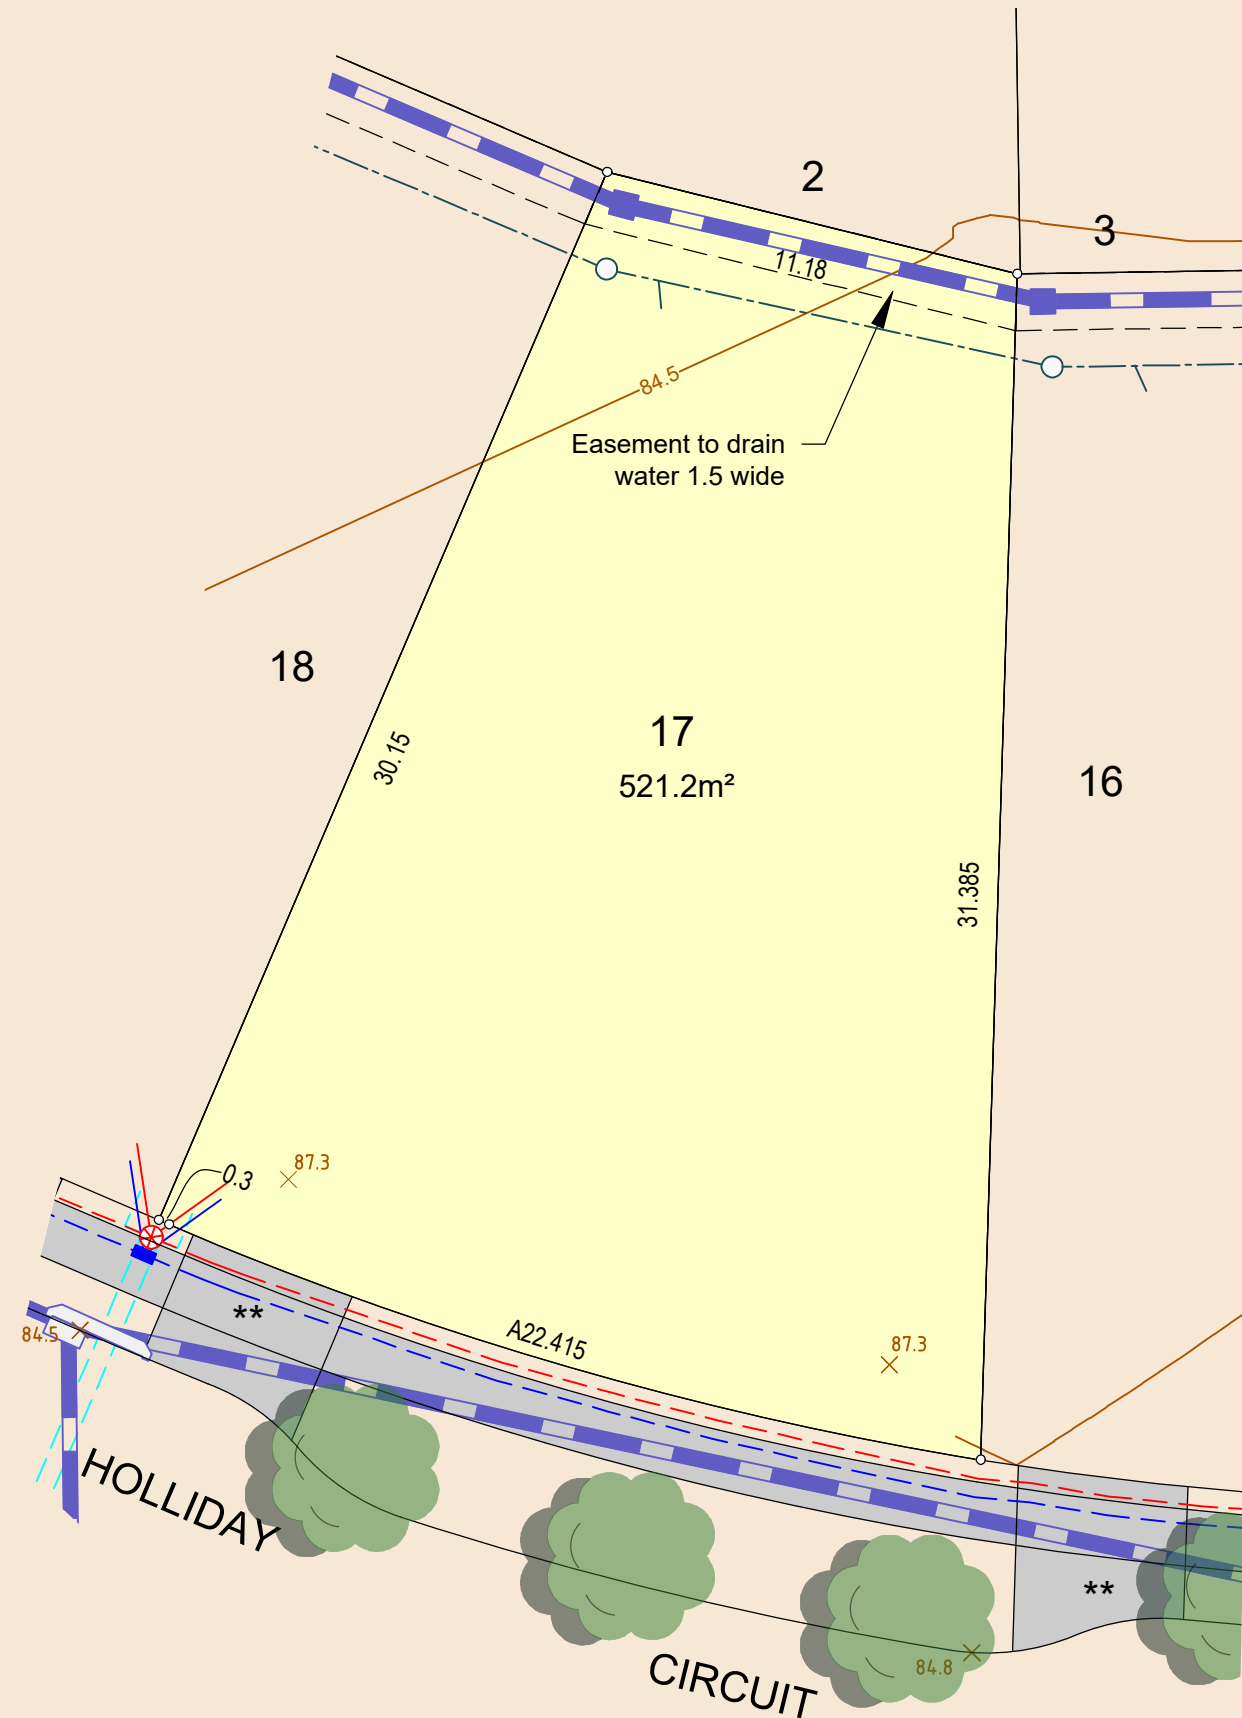 2
3
11.18
84.5
Easement to drain
water 1.5 wide
18
17
521.2m²
30.15
16
31.385
0.3
87.3
**
84.5
A22.415
87.3
HOLLIDAY
**
84.8
CIRCUIT